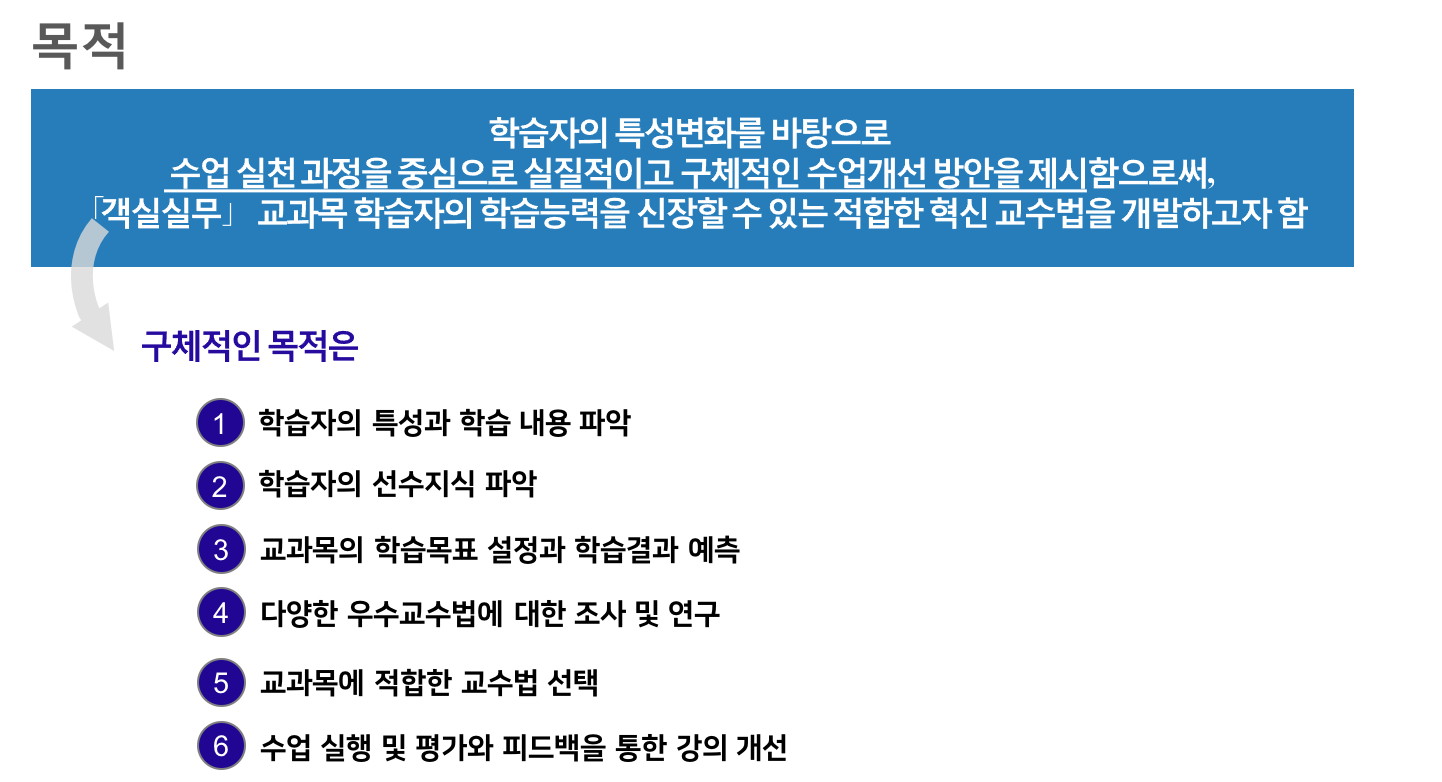 목적
학습자의 특성변화를 바탕으로
수업 실천 과정을 중심으로 실질적이고 구체적인 수업개선 방안을 제시함으로써,
「객실실무」 교과목 학습자의 학습능력을 신장할 수 있는 적합한 혁신 교수법을 개발하고자 함
구체적인 목적은
1 학습자의 특성과 학습 내용 파악
2 학습자의 선수지식 파악
3 교과목의 학습목표 설정과 학습결과 예측
4 다양한 우수교수법에 대한 조사 및 연구
5 교과목에 적합한 교수법 선택
6 수업 실행 및 평가와 피드백을 통한 강의 개선